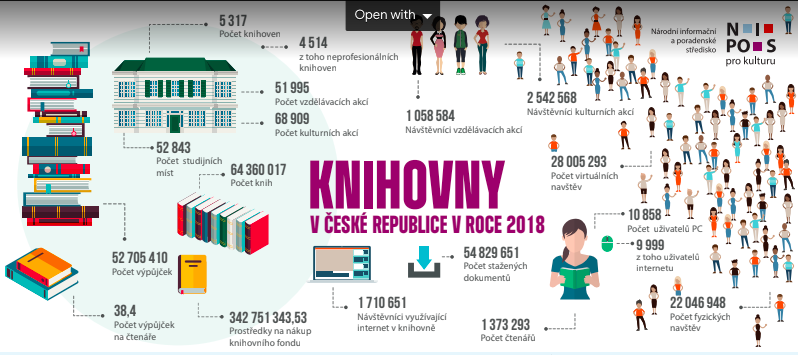 Open with
5 317
Počet knihoven
4 514
z toho neprofesionálních
knihoven
51 995
Počet vzdělávacích akcí
68 909
Počet kulturních akcí
52 843
Počet studijních
míst
64 360 017
Počet knih
52 705 410
Počet výpůjček
38,4
Počet výpůjček
na čtenáře
342 751 343,53
Prostředky na nákup
knihovního fondu
KNIHOVNY
V ČESKÉ REPUBLICE V ROCE 2018
1 058 584
Návštěvníci vzdělávacích akcí
2 542 568
Návštěvníci kulturních akcí
28 005 293
Počet virtuálních
návštěv
Národní informační
a poradenské
středisko
NIPOS
pro kulturu
10 858
Počet uživatelů PC
9 999
z toho uživatelů
internetu
54 829 651
Počet stažených
dokumentů
1 710 651
Návštěvníci využívající
internet v knihovně
1 373 293
Počet čtenářů
22 046 948
Počet fyzických
návštěv